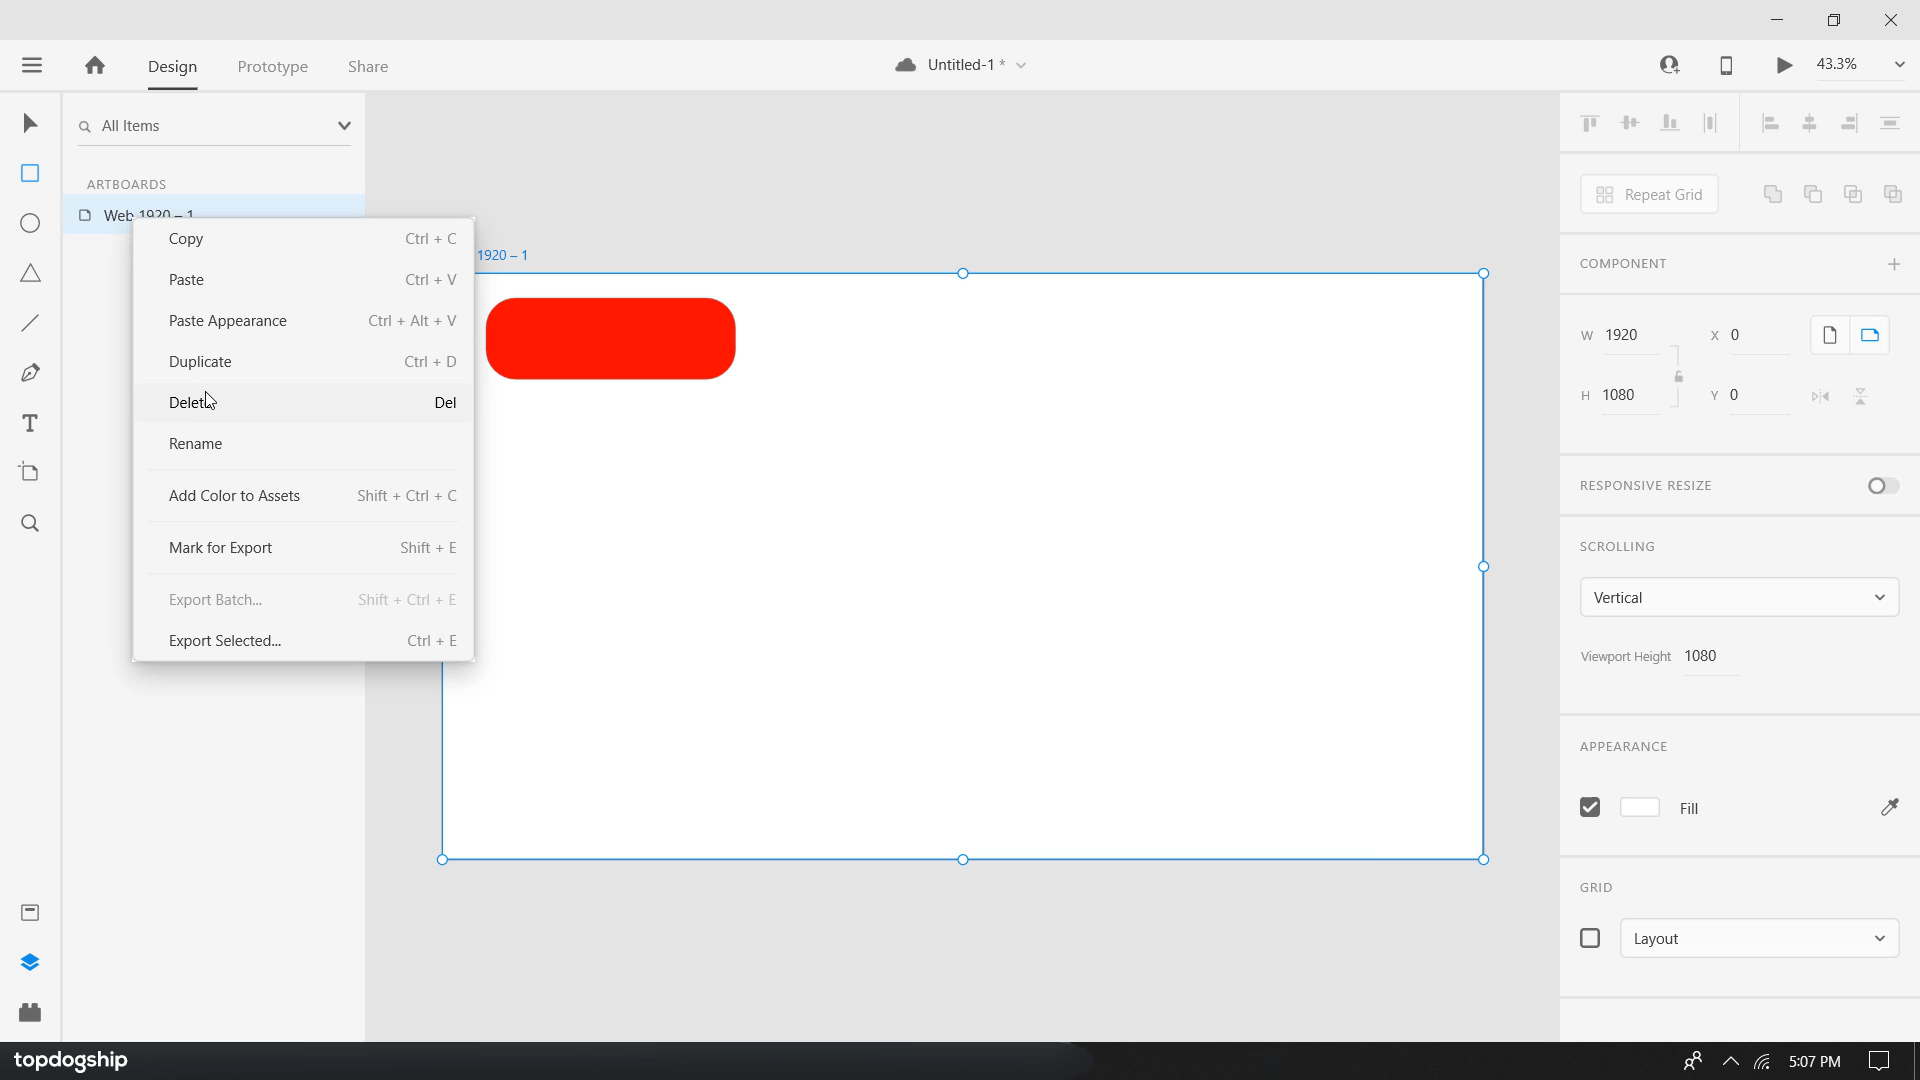 Design Prototype Share
Untitled-1 *
43.3%
All Items
ARTBOARDS
Web 1920 – 1
Copy Ctrl + C
Paste Ctrl + V
Paste Appearance Ctrl + Alt + V
Duplicate Ctrl + D
Delete Del
Rename
Add Color to Assets Shift + Ctrl + C
Mark for Export Shift + E
Export Batch... Shift + Ctrl + E
Export Selected... Ctrl + E
1920 – 1
Repeat Grid
COMPONENT
W 1920 X 0
H 1080 Y 0
RESPONSIVE RESIZE
SCROLLING
Vertical
Viewport Height 1080
APPEARANCE
Fill
GRID
Layout
topdogship
5:07 PM